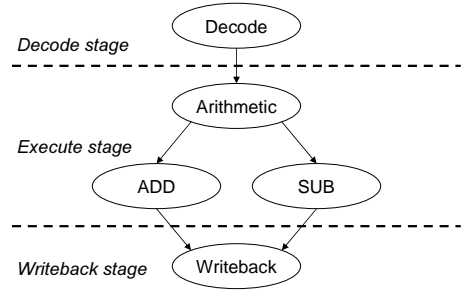 Decode
Decode stage
Arithmetic
Execute stage
ADD
SUB
Writeback stage
Writeback